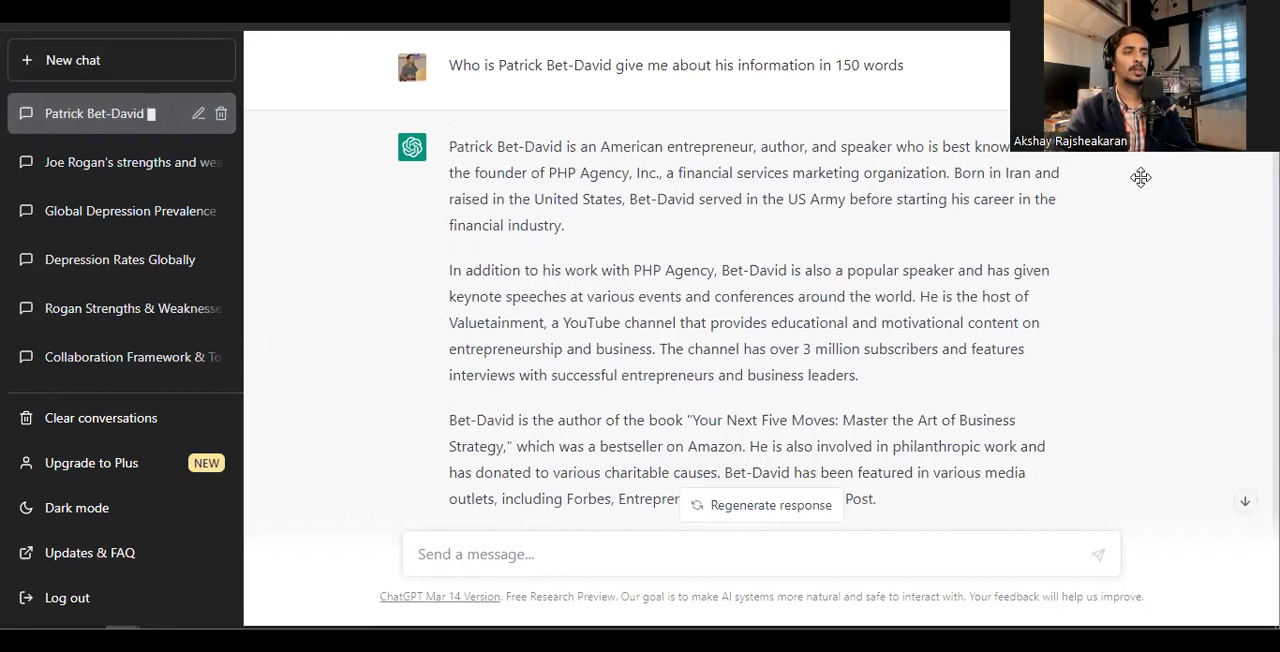 New chat
Patrick Bet-David
Joe Rogan's strengths and wea
Global Depression Prevalence
Depression Rates Globally
Rogan Strengths & Weaknesse
Collaboration Framework & To
Clear conversations
Upgrade to Plus NEW
Dark mode
Updates & FAQ
Log out
Who is Patrick Bet-David give me about his information in 150 words
Akshay Rajsheakaran
Patrick Bet-David is an American entrepreneur, author, and speaker who is best know
the founder of PHP Agency, Inc., a financial services marketing organization. Born in Iran and
raised in the United States, Bet-David served in the US Army before starting his career in the
financial industry.
In addition to his work with PHP Agency, Bet-David is also a popular speaker and has given
keynote speeches at various events and conferences around the world. He is the host of
Valuetainment, a YouTube channel that provides educational and motivational content on
entrepreneurship and business. The channel has over 3 million subscribers and features
interviews with successful entrepreneurs and business leaders.
Bet-David is the author of the book "Your Next Five Moves: Master the Art of Business
Strategy," which was a bestseller on Amazon. He is also involved in philanthropic work and
has donated to various charitable causes. Bet-David has been featured in various media
outlets, including Forbes, Entrepren Post.
Regenerate response
Send a message...
ChatGPT Mar 14 Version. Free Research Preview. Our goal is to make AI systems more natural and safe to interact with. Your feedback will help us improve.